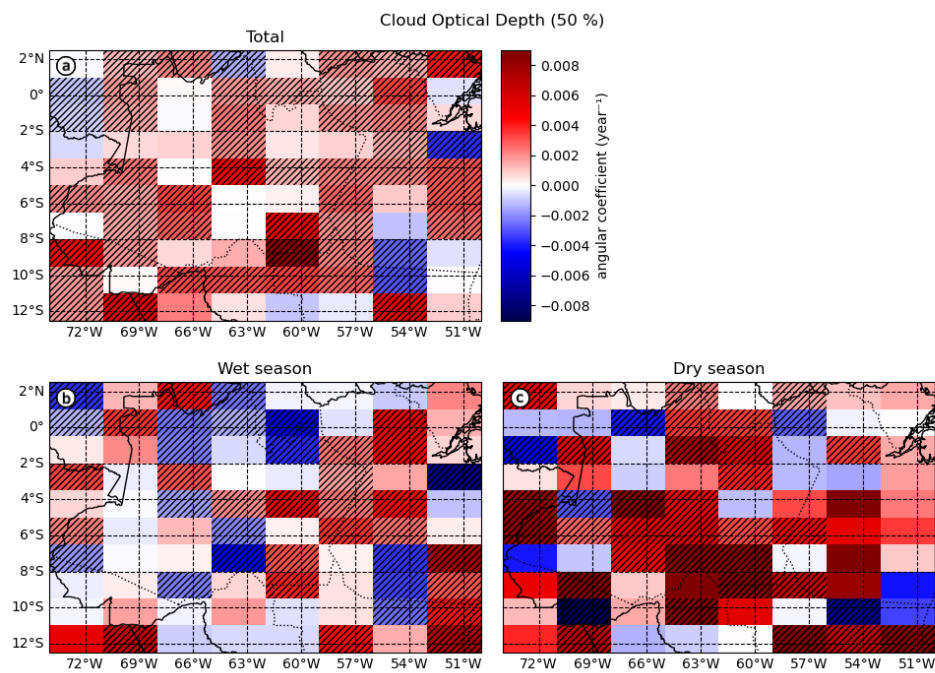 Cloud Optical Depth (50 %)
Total
a
2°N
0°
2°S
4°S
6°S
8°S
10°S
12°S
72°W 69°W 66°W 63°W 60°W 57°W 54°W 51°W
0.008
0.006
0.004
0.002
0.000
−0.002
−0.004
−0.006
−0.008
angular coefficient (year⁻¹)
Wet season
b
2°N
0°
2°S
4°S
6°S
8°S
10°S
12°S
72°W 69°W 66°W 63°W 60°W 57°W 54°W 51°W
Dry season
c
72°W 69°W 66°W 63°W 60°W 57°W 54°W 51°W